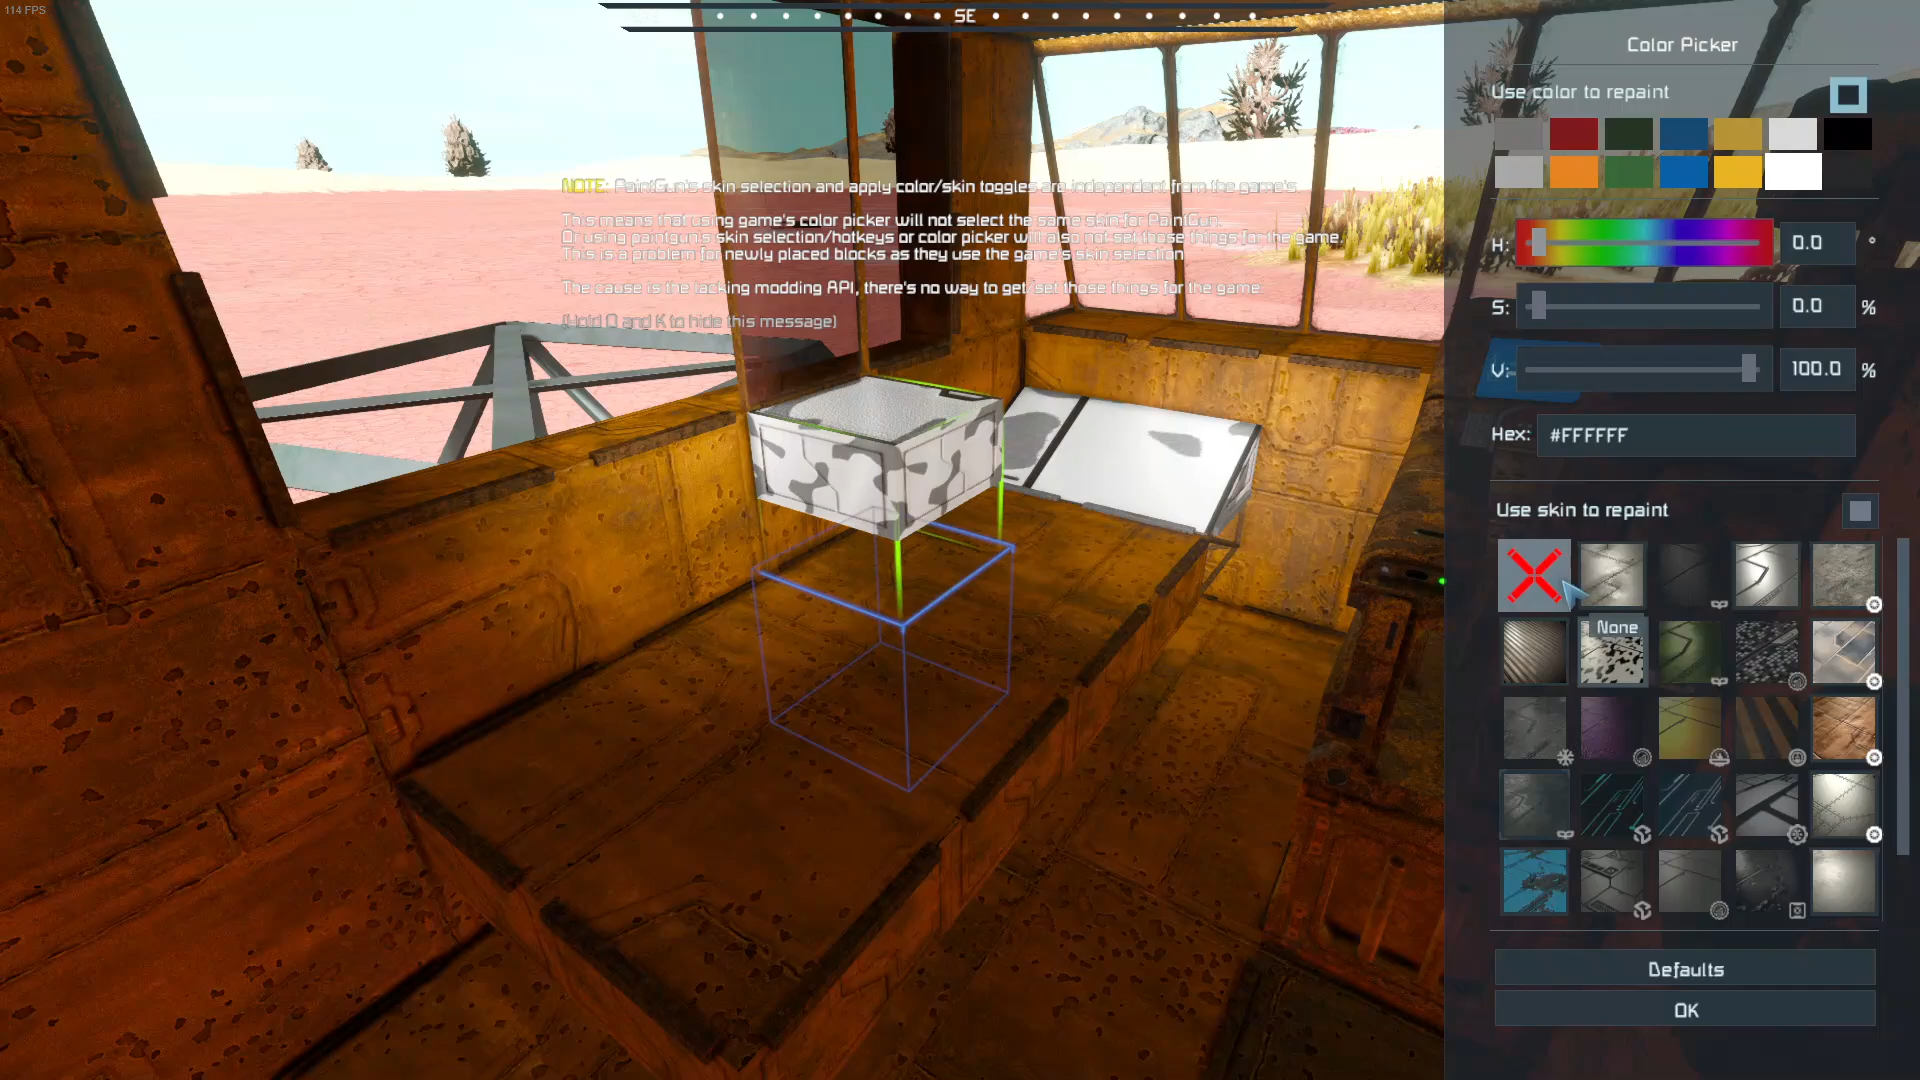 114 FPS
SE
Color Picker
Use color to repaint
NOTE: PaintGun's skin selection and apply color/skin toggles are independent from the game's.
This means that using game's color picker will not select the same skin for PaintGun.
Or using paintgun's skin selection/hotkeys or color picker will also not set those things for the game.
This is a problem for newly placed blocks as they use the game's skin selection.
The cause is the lacking modding API, there's no way to get/set those things for the game.
(Hold 0 and K to hide this message)
H: 0.0 °
S: 0.0 %
V: 100.0 %
Hex: #FFFFFF
Use skin to repaint
None
Defaults
OK